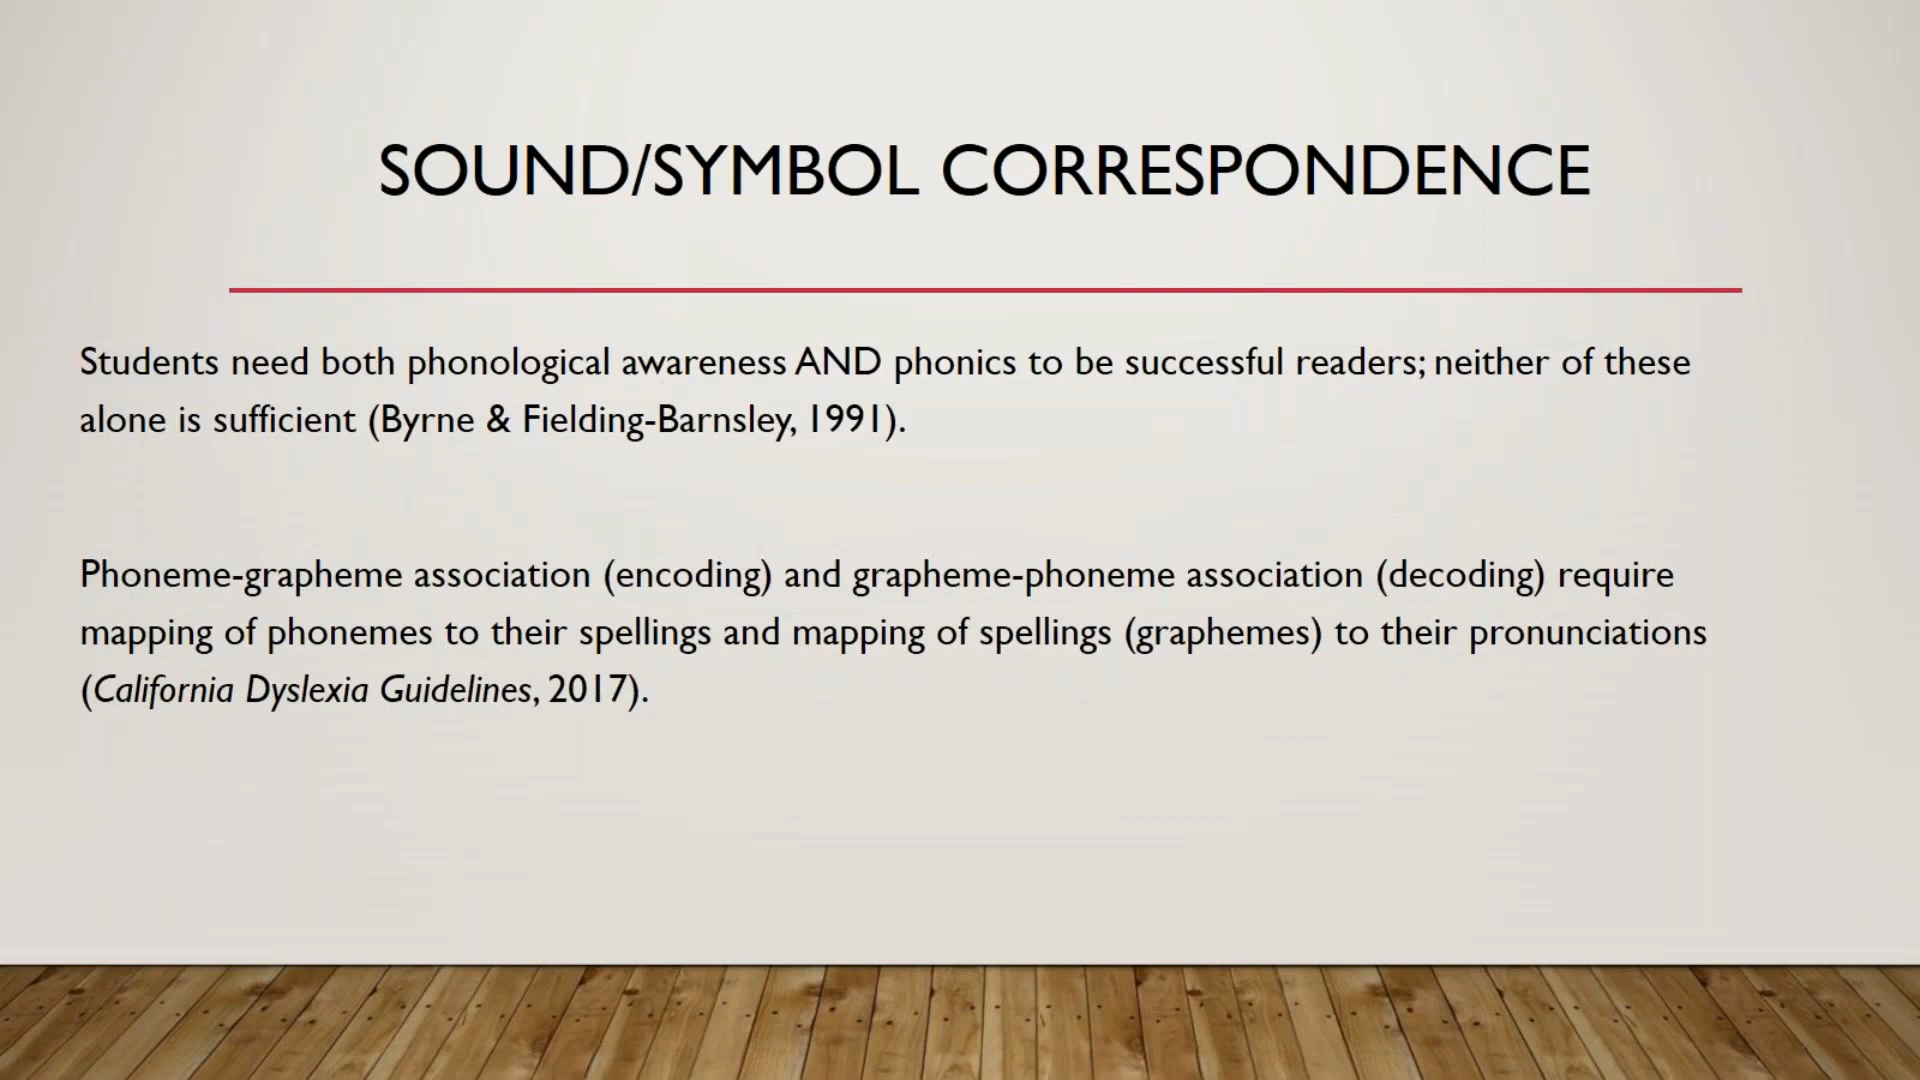 SOUND/SYMBOL CORRESPONDENCE
Students need both phonological awareness AND phonics to be successful readers; neither of these
alone is sufficient (Byrne & Fielding-Barnsley, 1991).
Phoneme-grapheme association (encoding) and grapheme-phoneme association (decoding) require
mapping of phonemes to their spellings and mapping of spellings (graphemes) to their pronunciations
(California Dyslexia Guidelines, 2017).